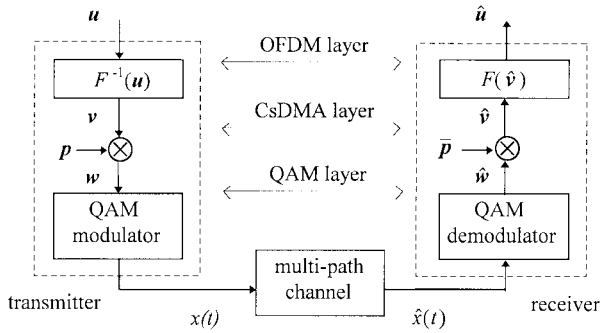 u
û
OFDM layer
F⁻¹(u)
F(v̂)
v
v̂
CsDMA layer
p
p̄
w
ŵ
QAM layer
QAM
modulator
QAM
demodulator
multi-path
channel
transmitter
receiver
x(t)
x̂(t)